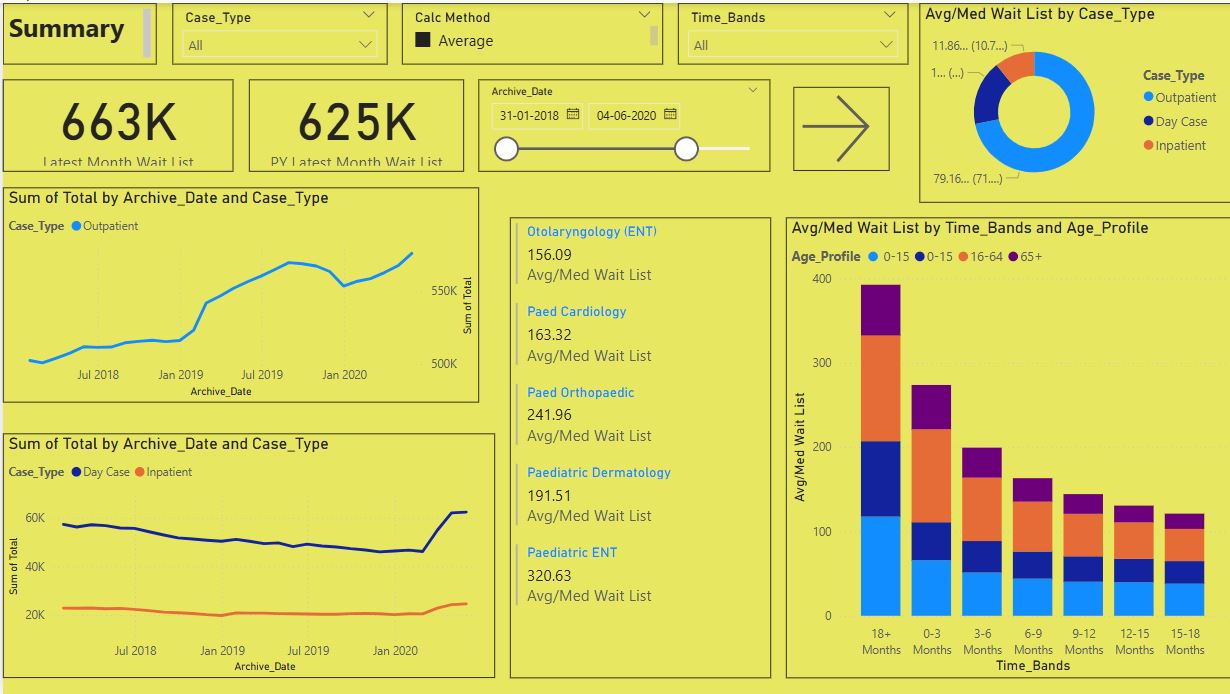 Summary
Case_Type
All
Calc Method
Average
Time_Bands
All
Avg/Med Wait List by Case_Type
11.86... (10.7...)
1... (...)
79.16... (71....)
Case_Type
Outpatient
Day Case
Inpatient
663K
Latest Month Wait List
625K
PY Latest Month Wait List
Archive_Date
31-01-2018
04-06-2020
Sum of Total by Archive_Date and Case_Type
Case_Type Outpatient
550K
500K
Sum of Total
Jul 2018 Jan 2019 Jul 2019 Jan 2020
Archive_Date
Sum of Total by Archive_Date and Case_Type
Case_Type Day Case Inpatient
60K
40K
20K
Sum of Total
Jul 2018 Jan 2019 Jul 2019 Jan 2020
Archive_Date
Otolaryngology (ENT)
156.09
Avg/Med Wait List
Paed Cardiology
163.32
Avg/Med Wait List
Paed Orthopaedic
241.96
Avg/Med Wait List
Paediatric Dermatology
191.51
Avg/Med Wait List
Paediatric ENT
320.63
Avg/Med Wait List
Avg/Med Wait List by Time_Bands and Age_Profile
Age_Profile 0-15 0-15 16-64 65+
400
300
200
100
0
Avg/Med Wait List
18+ 0-3 3-6 6-9 9-12 12-15 15-18
Months Months Months Months Months Months Months
Time_Bands